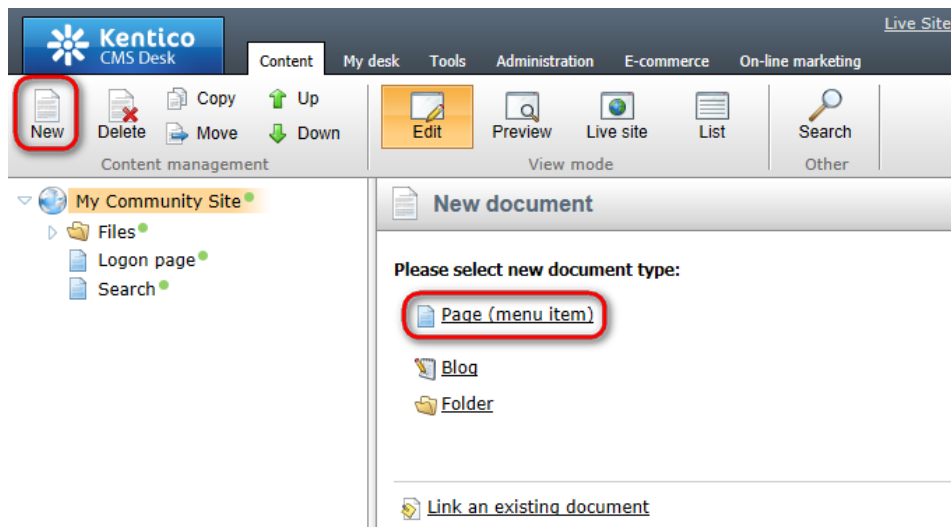 Live Site
Kentico
CMS Desk
Content My desk Tools Administration E-commerce On-line marketing
New Delete Copy Move Up Down
Content management
Edit Preview Live site List
View mode
Search
Other
My Community Site
Files
Logon page
Search
New document
Please select new document type:
Page (menu item)
Blog
Folder
Link an existing document